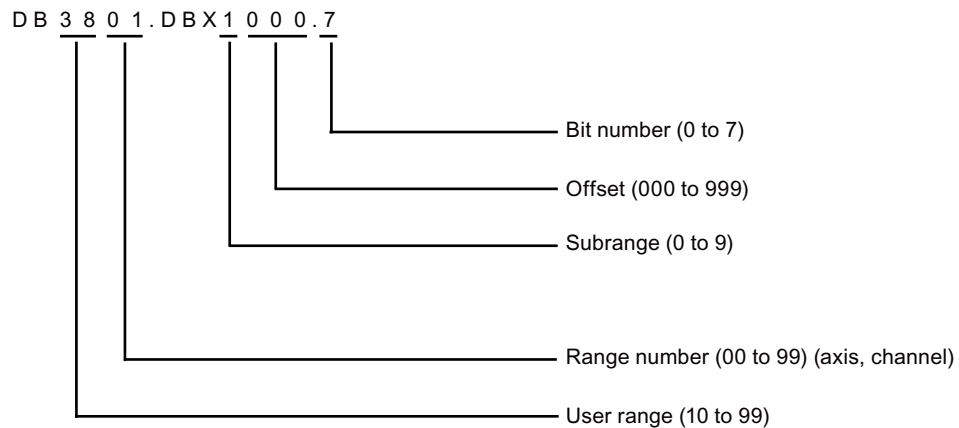 DB3801.DBX1000.7
Bit number (0 to 7)
Offset (000 to 999)
Subrange (0 to 9)
Range number (00 to 99) (axis, channel)
User range (10 to 99)